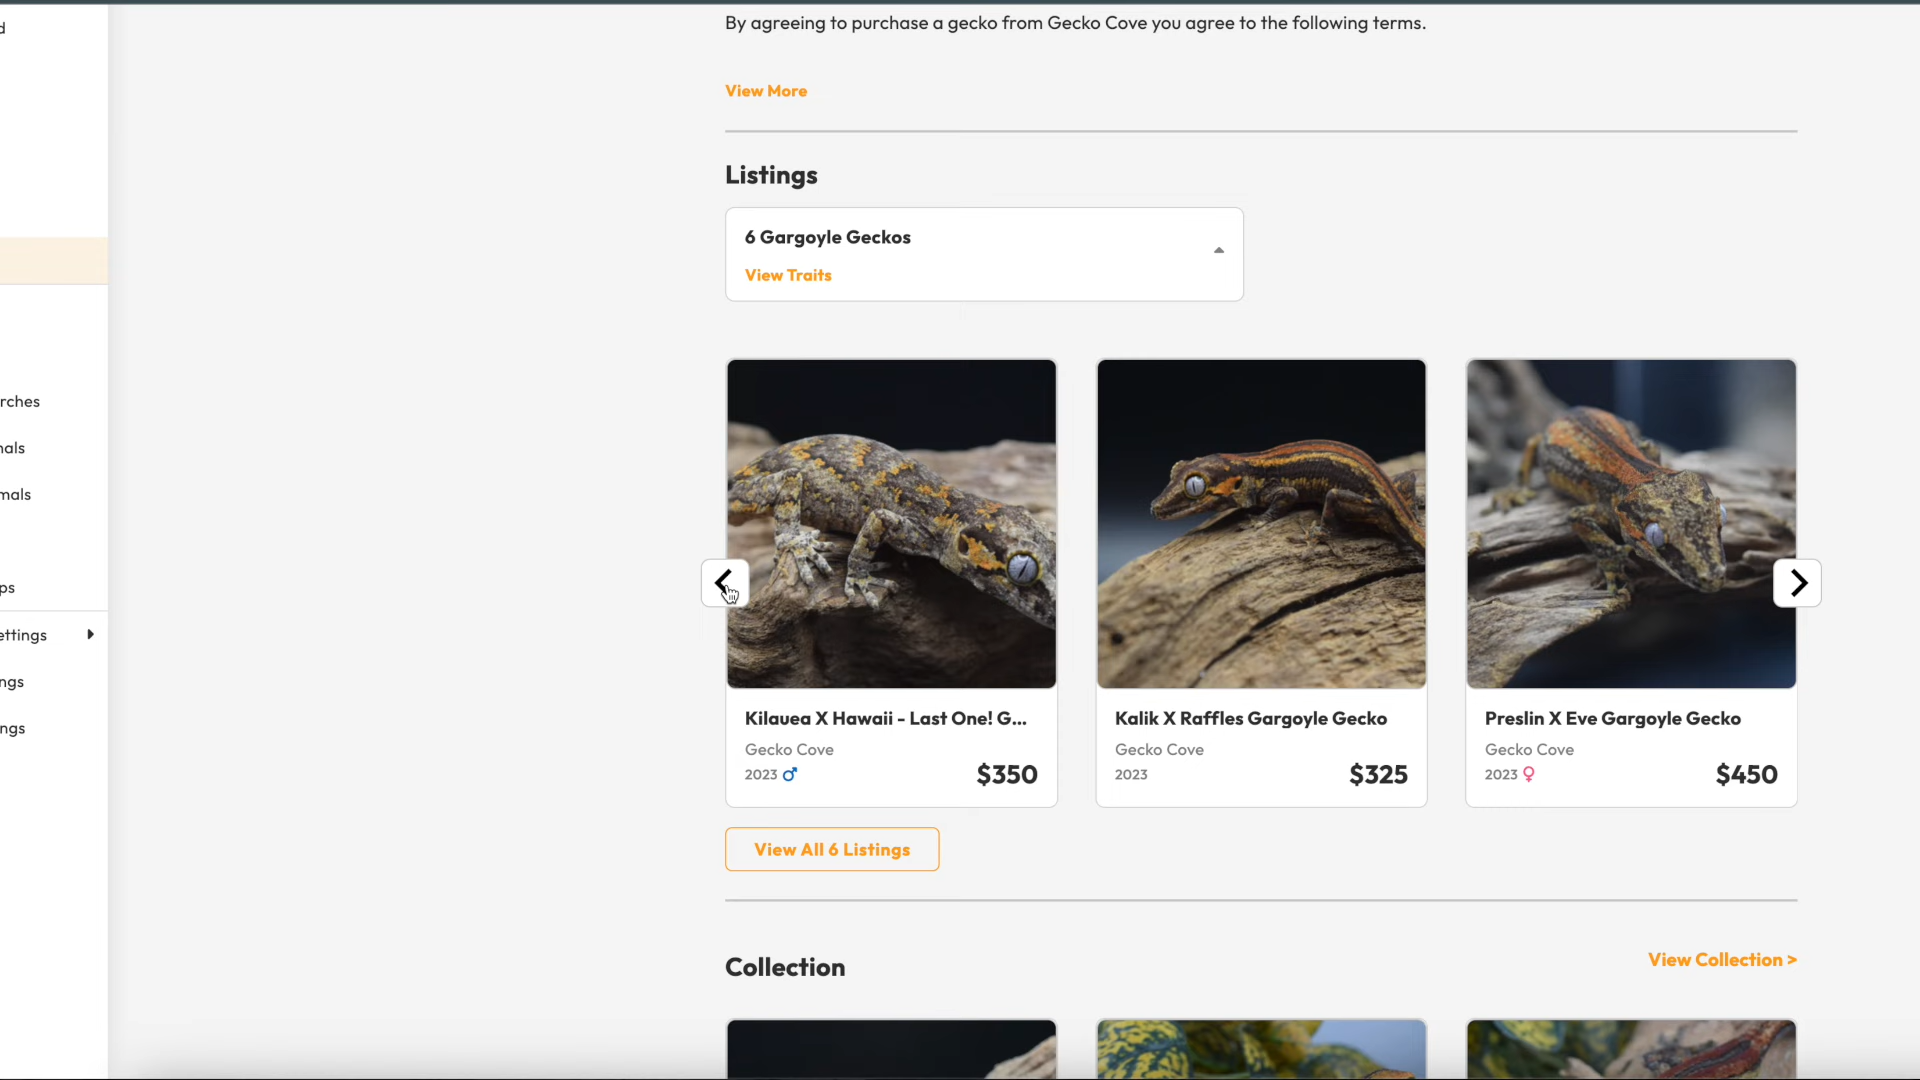 By agreeing to purchase a gecko from Gecko Cove you agree to the following terms.
View More
Listings
6 Gargoyle Geckos
View Traits
d
rches
nals
mals
ps
ettings
ngs
ngs
Kilauea X Hawaii - Last One! G...
Gecko Cove
2023 ♂ $350
Kalik X Raffles Gargoyle Gecko
Gecko Cove
2023 $325
Preslin X Eve Gargoyle Gecko
Gecko Cove
2023 ♀ $450
View All 6 Listings
Collection
View Collection >